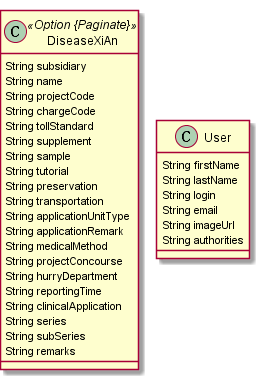 C «Option {Paginate}»
DiseaseXiAn
String subsidiary
String name
String projectCode
String chargeCode
String tollStandard
String supplement
String sample
String tutorial
String preservation
String transportation
String applicationUnitType
String applicationRemark
String medicalMethod
String projectConcourse
String hurryDepartment
String reportingTime
String clinicalApplication
String series
String subSeries
String remarks
C User
String firstName
String lastName
String login
String email
String imageUrl
String authorities